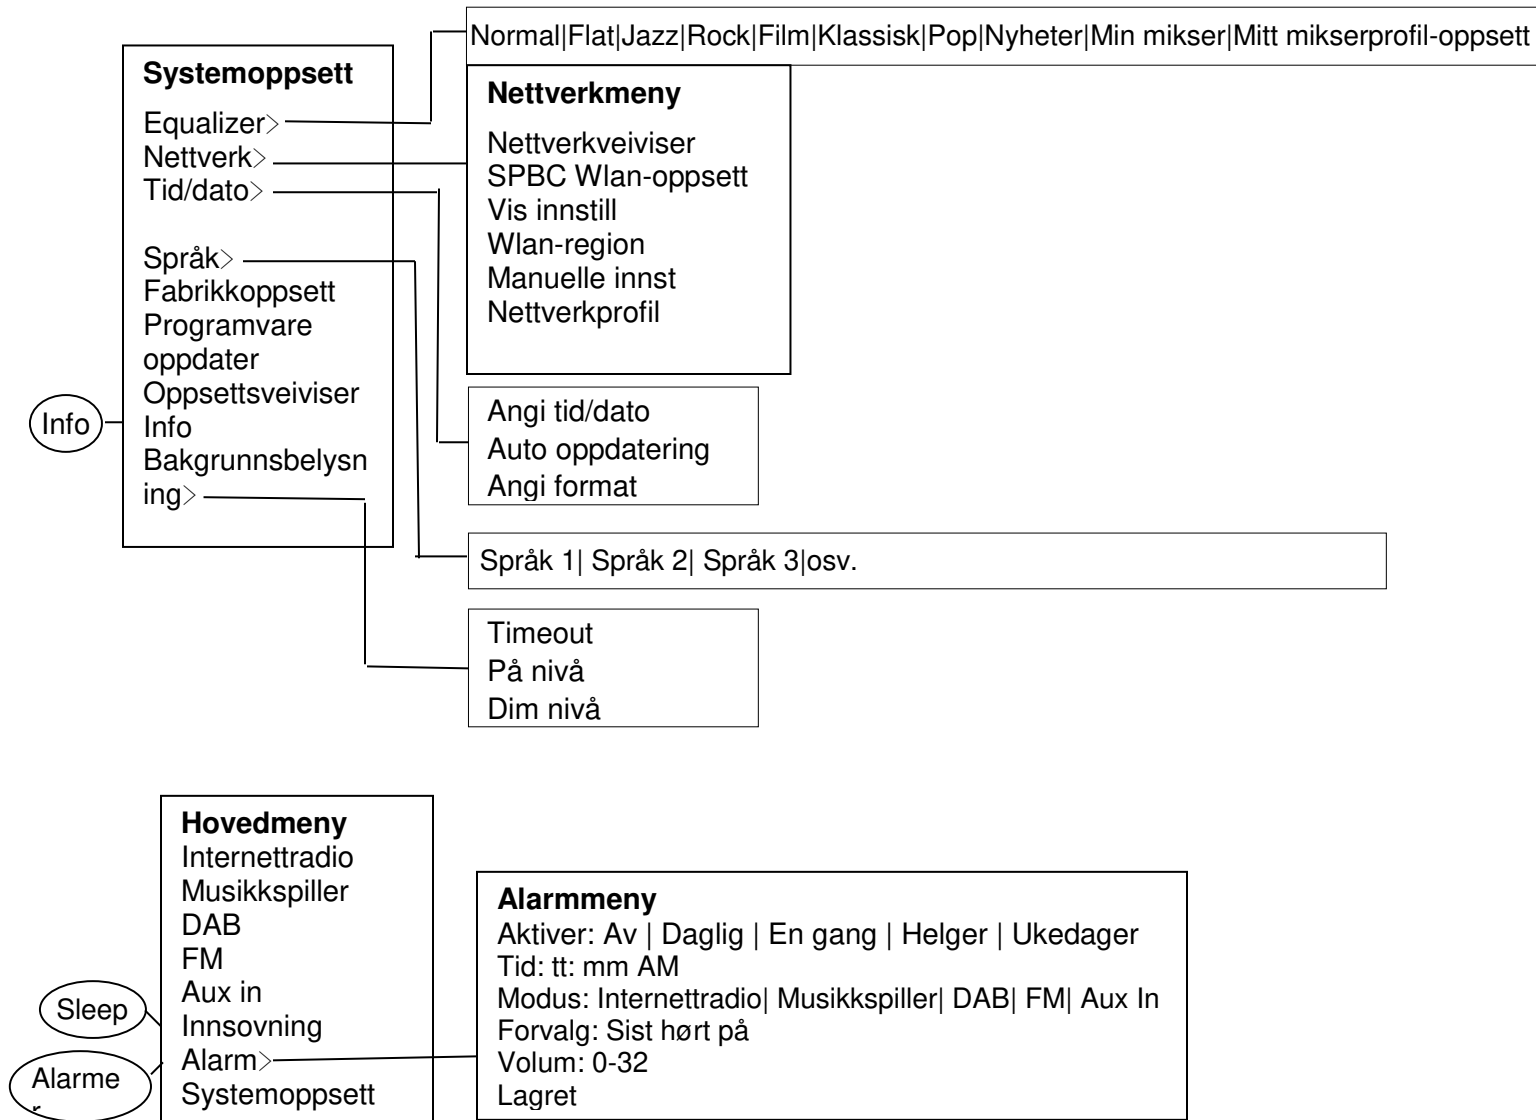 Normal|Flat|Jazz|Rock|Film|Klassisk|Pop|Nyheter|Min mikser|Mitt mikserprofil-oppsett
Systemoppsett
Equalizer>
Nettverk>
Tid/dato>
Språk>
Fabrikkoppsett
Programvare
oppdater
Oppsettsveiviser
Info
Bakgrunnsbelysn
ing>
Info
Nettverkmeny
Nettverkveiviser
SPBC Wlan-oppsett
Vis innstill
Wlan-region
Manuelle innst
Nettverkprofil
Angi tid/dato
Auto oppdatering
Angi format
Språk 1| Språk 2| Språk 3|osv.
Timeout
På nivå
Dim nivå
Hovedmeny
Internettradio
Musikkspiller
DAB
FM
Aux in
Innsovning
Alarm>
Systemoppsett
Sleep
Alarme
r
Alarmmeny
Aktiver: Av | Daglig | En gang | Helger | Ukedager
Tid: tt: mm AM
Modus: Internettradio| Musikkspiller| DAB| FM| Aux In
Forvalg: Sist hørt på
Volum: 0-32
Lagret